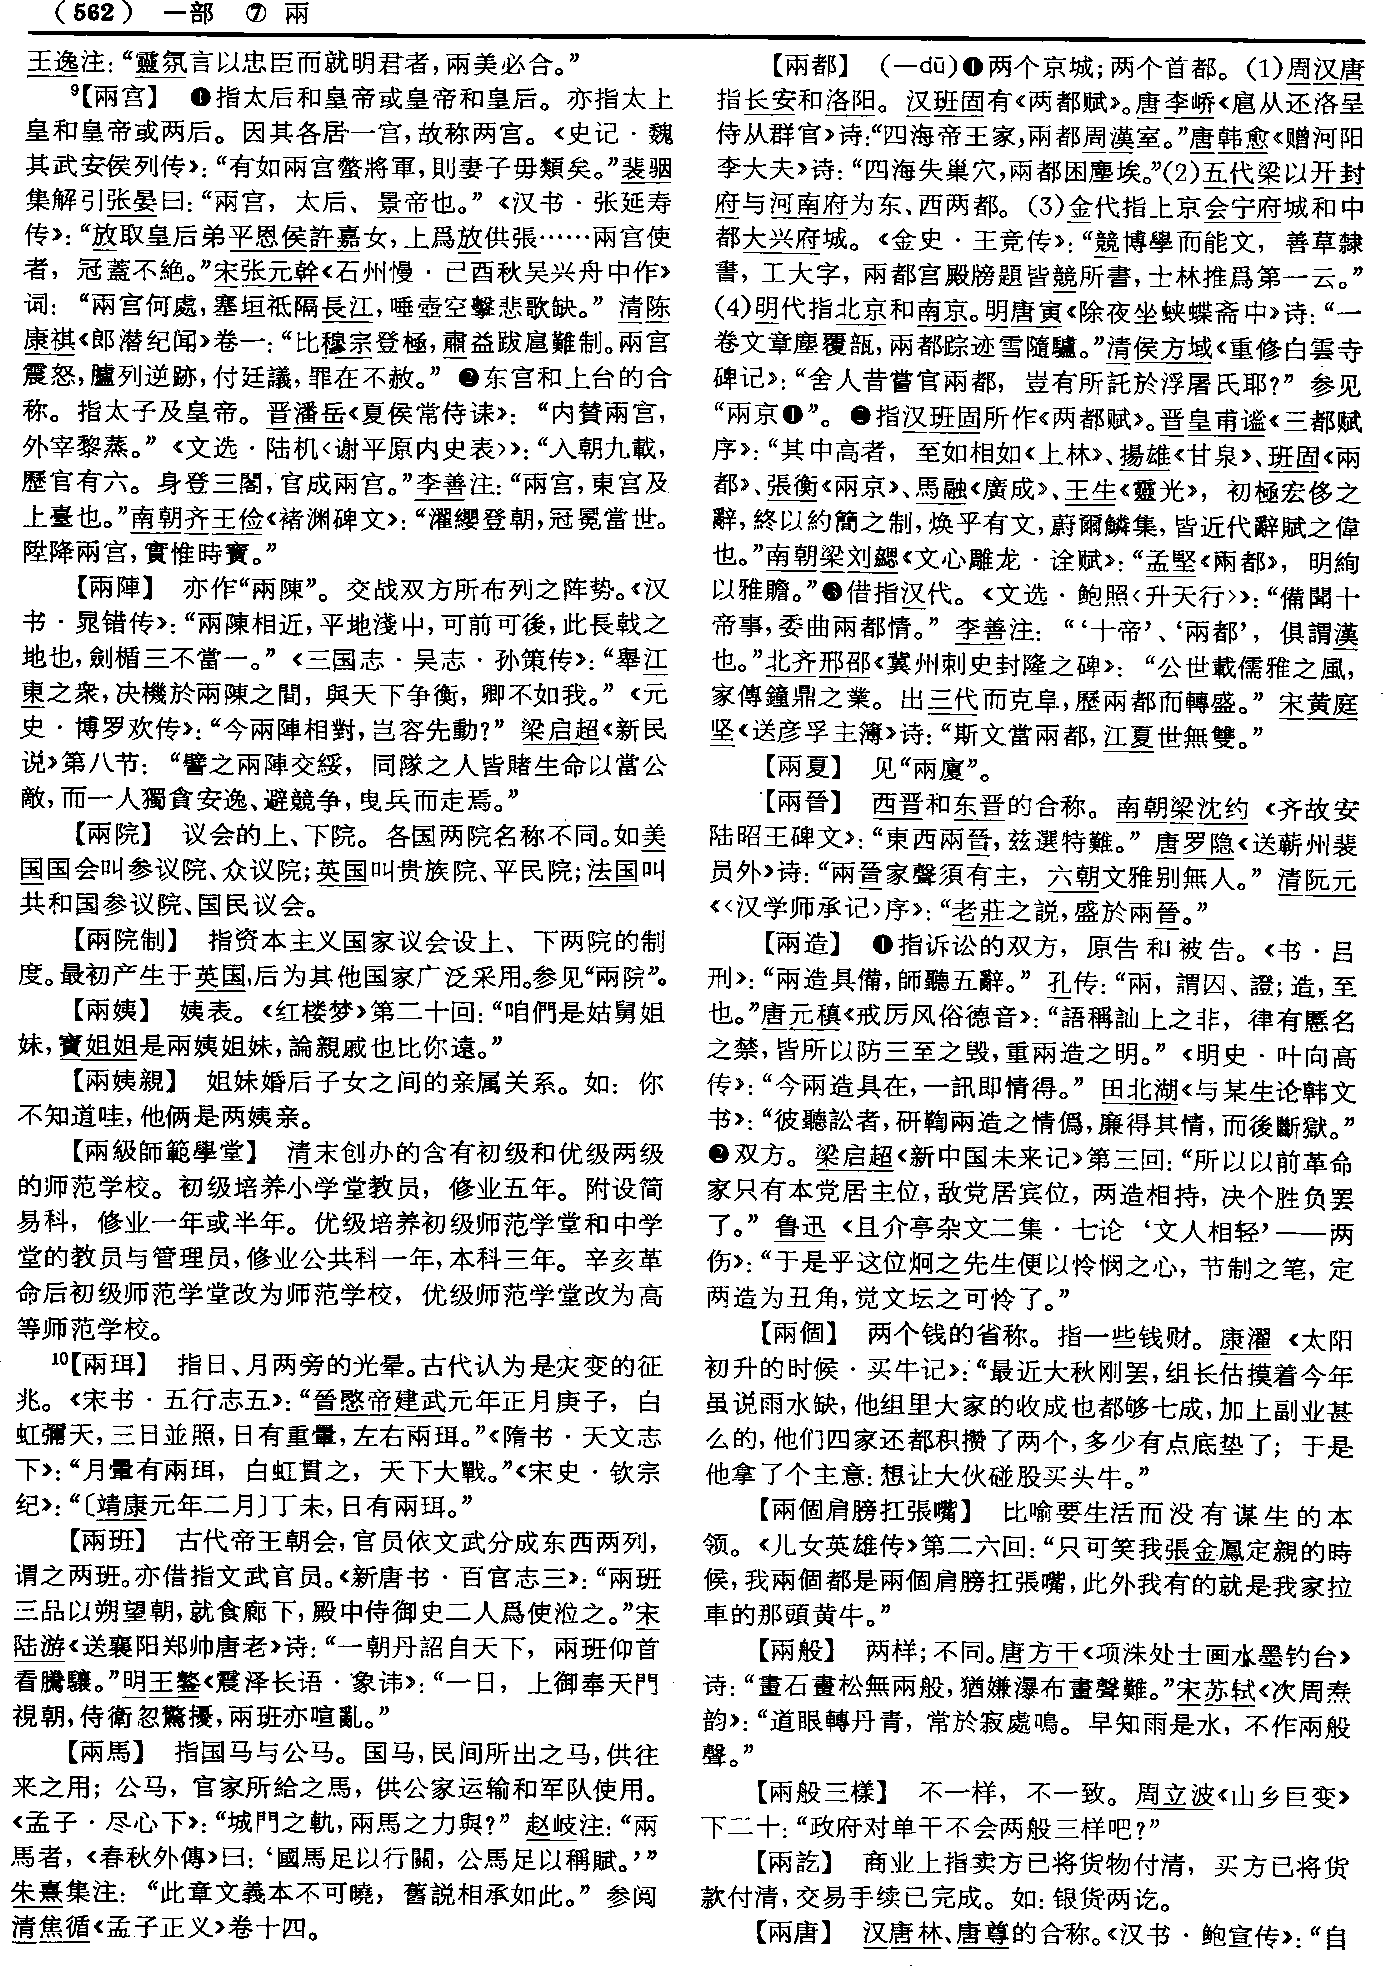 （562） 一部 ⑦ 兩
王逸注：“靈氛言以忠臣而就明君者，兩美必合。”
⁹【兩宫】 ❶指太后和皇帝或皇帝和皇后。亦指太上
皇和皇帝或两后。因其各居一宫，故称两宫。《史记·魏
其武安侯列传》：“有如兩宫螫將軍，則妻子毋類矣。”裴骃
集解引张晏曰：“兩宫，太后、景帝也。”《汉书·张延寿
传》：“放取皇后弟平恩侯許嘉女，上爲放供張……兩宫使
者，冠蓋不絶。”宋张元幹《石州慢·己酉秋吴兴舟中作》
词：“兩宫何處，塞垣祇隔長江，唾壺空擊悲歌缺。”清陈
康祺《郎潜纪闻》卷一：“比穆宗登極，肅益跋扈難制。兩宫
震怒，臚列逆跡，付廷議，罪在不赦。”❷东宫和上台的合
称。指太子及皇帝。晋潘岳《夏侯常侍诔》：“内贊兩宫，
外宰黎蒸。”《文选·陆机〈谢平原内史表〉》：“入朝九載，
歷官有六。身登三閣，官成兩宫。”李善注：“兩宫，東宫及
上臺也。”南朝齐王俭《褚渊碑文》：“濯纓登朝，冠冕當世。
陞降兩宫，實惟時寶。”
【兩陣】 亦作“兩陳”。交战双方所布列之阵势。《汉
书·晁错传》：“兩陳相近，平地淺屮，可前可後，此長戟之
地也，劍楯三不當一。”《三国志·吴志·孙策传》：“舉江
東之衆，决機於兩陳之間，與天下争衡，卿不如我。”《元
史·博罗欢传》：“今兩陣相對，岂容先動？”梁启超《新民
说》第八节：“譬之兩陣交綏，同隊之人皆賭生命以當公
敵，而一人獨貪安逸、避競争，曳兵而走焉。”
【兩院】 议会的上、下院。各国两院名称不同。如美
国国会叫参议院、众议院；英国叫贵族院、平民院；法国叫
共和国参议院、国民议会。
【兩院制】 指资本主义国家议会设上、下两院的制
度。最初产生于英国，后为其他国家广泛采用。参见“兩院”。
【兩姨】 姨表。《红楼梦》第二十回：“咱們是姑舅姐
妹，寶姐姐是兩姨姐妹，論親戚也比你遠。”
【兩姨親】 姐妹婚后子女之间的亲属关系。如：你
不知道哇，他俩是两姨亲。
【兩級師範學堂】 清末创办的含有初级和优级两级
的师范学校。初级培养小学堂教员，修业五年。附设简
易科，修业一年或半年。优级培养初级师范学堂和中学
堂的教员与管理员，修业公共科一年，本科三年。辛亥革
命后初级师范学堂改为师范学校，优级师范学堂改为高
等师范学校。
¹⁰【兩珥】 指日、月两旁的光晕。古代认为是灾变的征
兆。《宋书·五行志五》：“晉愍帝建武元年正月庚子，白
虹彌天，三日並照，日有重暈，左右兩珥。”《隋书·天文志
下》：“月暈有兩珥，白虹貫之，天下大戰。”《宋史·钦宗
纪》：“〔靖康元年二月〕丁未，日有兩珥。”
【兩班】 古代帝王朝会，官员依文武分成东西两列，
谓之两班。亦借指文武官员。《新唐书·百官志三》：“兩班
三品以朔望朝，就食廊下，殿中侍御史二人爲使涖之。”宋
陆游《送襄阳郑帅唐老》诗：“一朝丹詔自天下，兩班仰首
看騰驤。”明王鏊《震泽长语·象讳》：“一日，上御奉天門
視朝，侍衛忽驚擾，兩班亦喧亂。”
【兩馬】 指国马与公马。国马，民间所出之马，供往
来之用；公马，官家所给之馬，供公家运输和军队使用。
《孟子·尽心下》：“城門之軌，兩馬之力與？”赵岐注：“兩
馬者，《春秋外傳》曰：‘國馬足以行關，公馬足以稱賦。’”
朱熹集注：“此章文義本不可曉，舊説相承如此。”参阅
清焦循《孟子正义》卷十四。
【兩都】 （—dū）❶两个京城；两个首都。（1）周汉唐
指长安和洛阳。汉班固有《两都赋》。唐李峤《扈从还洛呈
侍从群官》诗：“四海帝王家，兩都周漢室。”唐韩愈《赠河阳
李大夫》诗：“四海失巢穴，兩都困塵埃。”（2）五代梁以开封
府与河南府为东、西两都。（3）金代指上京会宁府城和中
都大兴府城。《金史·王竞传》：“競博學而能文，善草隸
書，工大字，兩都宫殿牓題皆競所書，士林推爲第一云。”
（4）明代指北京和南京。明唐寅《除夜坐蛱蝶斋中》诗：“一
卷文章塵覆瓿，兩都踪迹雪隨驢。”清侯方域《重修白雲寺
碑记》：“舍人昔嘗官兩都，豈有所託於浮屠氏耶？”参见
“兩京❶”。❷指汉班固所作《两都赋》。晋皇甫谧《三都赋
序》：“其中高者，至如相如《上林》、揚雄《甘泉》、班固《兩
都》、張衡《兩京》、馬融《廣成》、王生《靈光》，初極宏侈之
辭，終以約簡之制，焕乎有文，蔚爾鱗集，皆近代辭賦之偉
也。”南朝梁刘勰《文心雕龙·诠赋》：“孟堅《兩都》，明絢
以雅贍。”❸借指汉代。《文选·鲍照〈升天行〉》：“備聞十
帝事，委曲兩都情。”李善注：“‘十帝’、‘兩都’，俱謂漢
也。”北齐邢邵《冀州刺史封隆之碑》：“公世載儒雅之風，
家傳鐘鼎之業。出三代而克阜，歷兩都而轉盛。”宋黄庭
坚《送彦孚主簿》诗：“斯文當兩都，江夏世無雙。”
【兩夏】 见“兩廈”。
【兩晉】 西晋和东晋的合称。南朝梁沈约《齐故安
陆昭王碑文》：“東西兩晉，兹選特難。”唐罗隐《送蕲州裴
员外》诗：“兩晉家聲須有主，六朝文雅别無人。”清阮元
《〈汉学师承记〉序》：“老莊之説，盛於兩晉。”
【兩造】 ❶指诉讼的双方，原告和被告。《书·吕
刑》：“兩造具備，師聽五辭。”孔传：“兩，謂囚、證；造，至
也。”唐元稹《戒厉风俗德音》：“語稱訕上之非，律有匿名
之禁，皆所以防三至之毁，重兩造之明。”《明史·叶向高
传》：“今兩造具在，一訊即情得。”田北湖《与某生论韩文
书》：“彼聽訟者，研鞫兩造之情僞，廉得其情，而後斷獄。”
❷双方。梁启超《新中国未来记》第三回：“所以以前革命
家只有本党居主位，敌党居宾位，两造相持，决个胜负罢
了。”鲁迅《且介亭杂文二集·七论‘文人相轻’——两
伤》：“于是乎这位炯之先生便以怜悯之心，节制之笔，定
两造为丑角，觉文坛之可怜了。”
【兩個】 两个钱的省称。指一些钱财。康濯《太阳
初升的时候·买牛记》：“最近大秋刚罢，组长估摸着今年
虽说雨水缺，他组里大家的收成也都够七成，加上副业甚
么的，他们四家还都积攒了两个，多少有点底垫了；于是
他拿了个主意：想让大伙碰股买头牛。”
【兩個肩膀扛張嘴】 比喻要生活而没有谋生的本
领。《儿女英雄传》第二六回：“只可笑我張金鳳定親的時
候，我兩個都是兩個肩膀扛張嘴，此外我有的就是我家拉
車的那頭黄牛。”
【兩般】 两样；不同。唐方干《项洙处士画水墨钓台》
诗：“畫石畫松無兩般，猶嫌瀑布畫聲難。”宋苏轼《次周焘
韵》：“道眼轉丹青，常於寂處鳴。早知雨是水，不作兩般
聲。”
【兩般三樣】 不一样，不一致。周立波《山乡巨变》
下二十：“政府对单干不会两般三样吧？”
【兩訖】 商业上指卖方已将货物付清，买方已将货
款付清，交易手续已完成。如：银货两讫。
【兩唐】 汉唐林、唐尊的合称。《汉书·鲍宣传》：“自